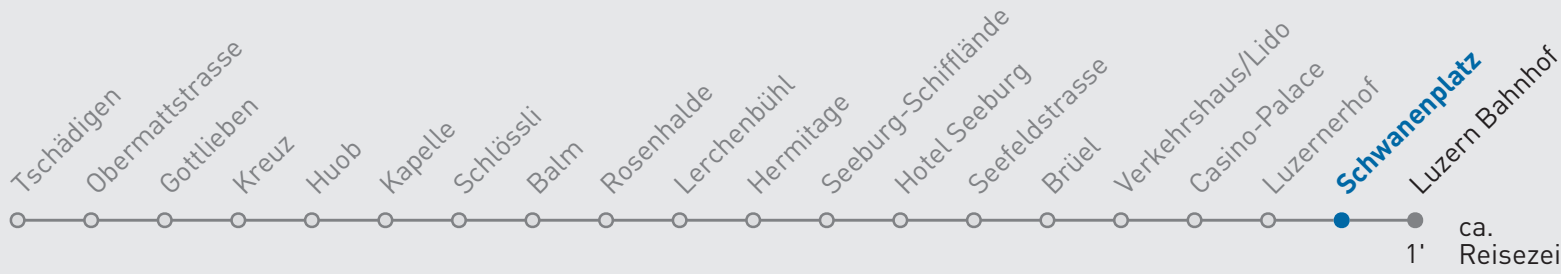 Tschädigen
Obermattstrasse
Gottlieben
Kreuz
Huob
Kapelle
Schlössli
Balm
Rosenhalde
Lerchenbühl
Hermitage
Seeburg-Schifflände
Hotel Seeburg
Seefeldstrasse
Brüel
Verkehrshaus/Lido
Casino-Palace
Luzernerhof
Schwanenplatz
Luzern Bahnhof
ca.
1' Reisezei